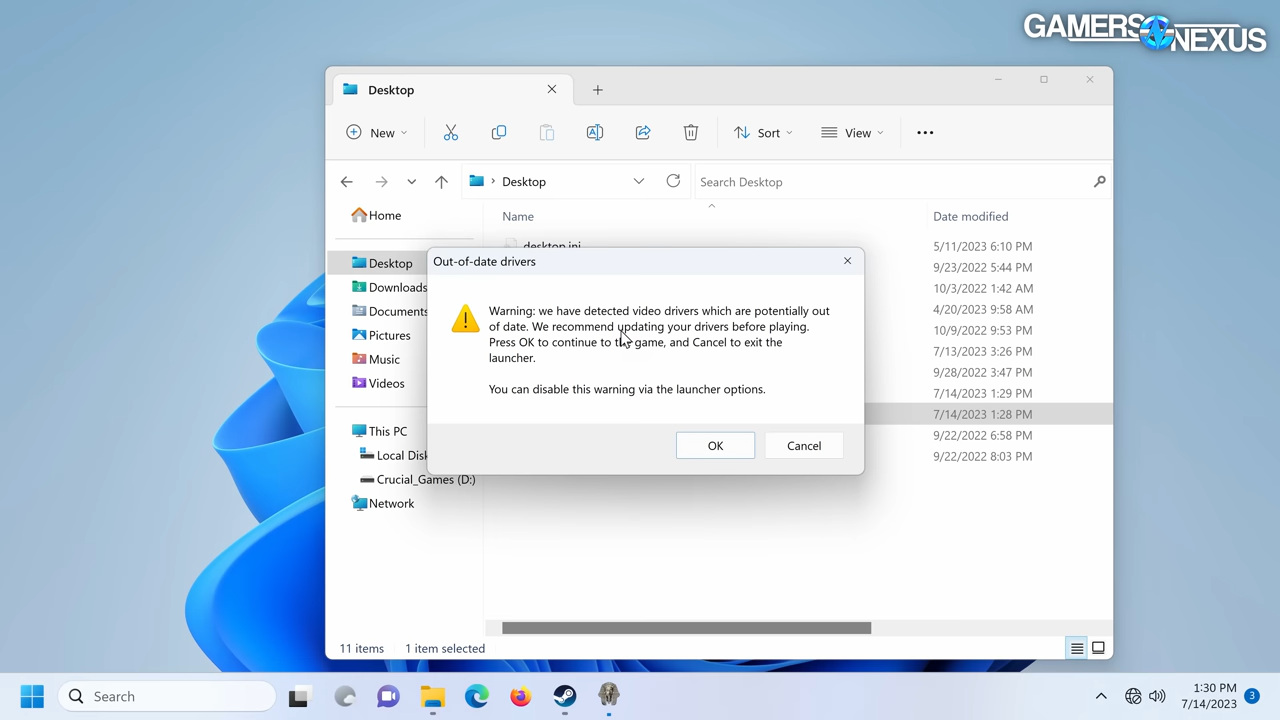 GAMERS NEXUS
Desktop
New
Sort
View
Desktop
Search Desktop
Home
Desktop
Downloads
Documents
Pictures
Music
Videos
This PC
Local Disk
Crucial_Games (D:)
Network
Name
Date modified
desktop.ini
5/11/2023 6:10 PM
9/23/2022 5:44 PM
10/3/2022 1:42 AM
4/20/2023 9:58 AM
10/9/2022 9:53 PM
7/13/2023 3:26 PM
9/28/2022 3:47 PM
7/14/2023 1:29 PM
7/14/2023 1:28 PM
9/22/2022 6:58 PM
9/22/2022 8:03 PM
Out-of-date drivers
Warning: we have detected video drivers which are potentially out
of date. We recommend updating your drivers before playing.
Press OK to continue to the game, and Cancel to exit the
launcher.
You can disable this warning via the launcher options.
OK
Cancel
11 items
1 item selected
Search
1:30 PM
7/14/2023
3